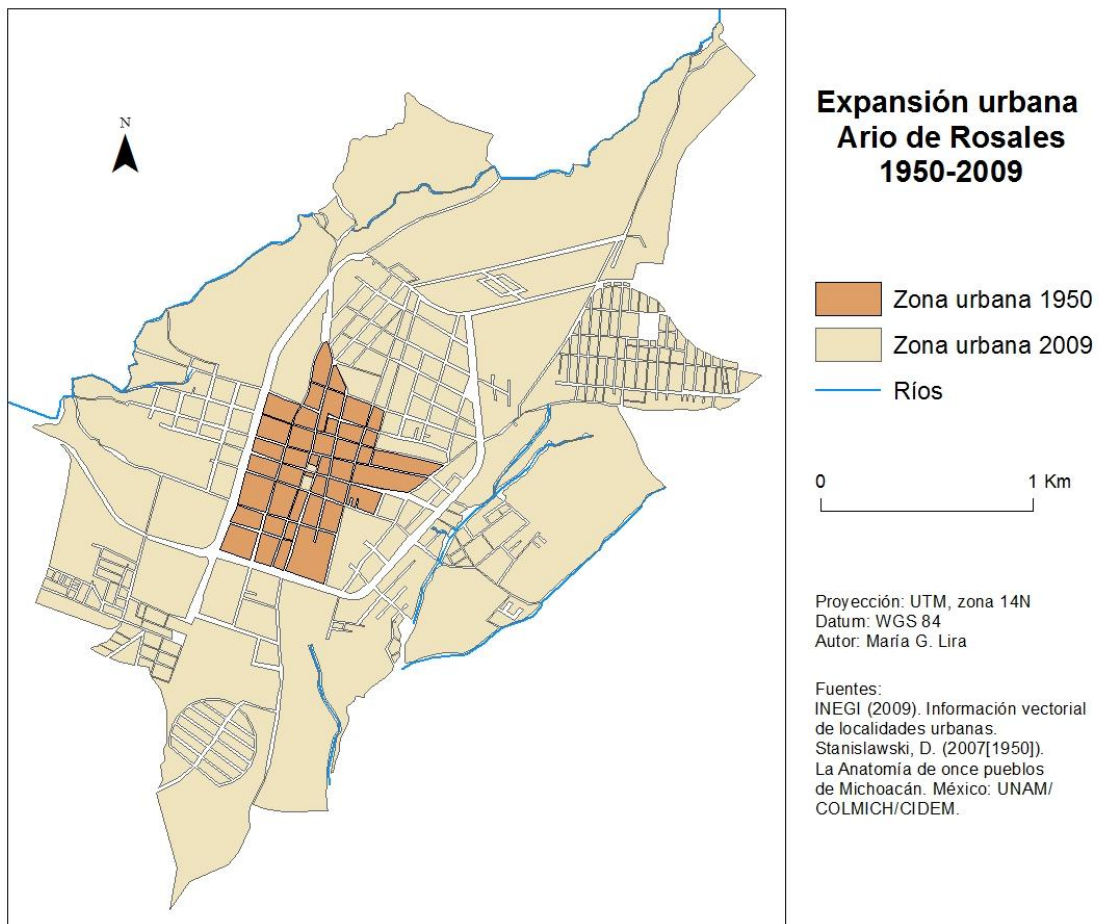 N
Expansión urbana
Ario de Rosales
1950-2009
Zona urbana 1950
Zona urbana 2009
Ríos
0 1 Km
Proyección: UTM, zona 14N
Datum: WGS 84
Autor: María G. Lira
Fuentes:
INEGI (2009). Información vectorial
de localidades urbanas.
Stanislawski, D. (2007[1950]).
La Anatomía de once pueblos
de Michoacán. México: UNAM/
COLMICH/CIDEM.